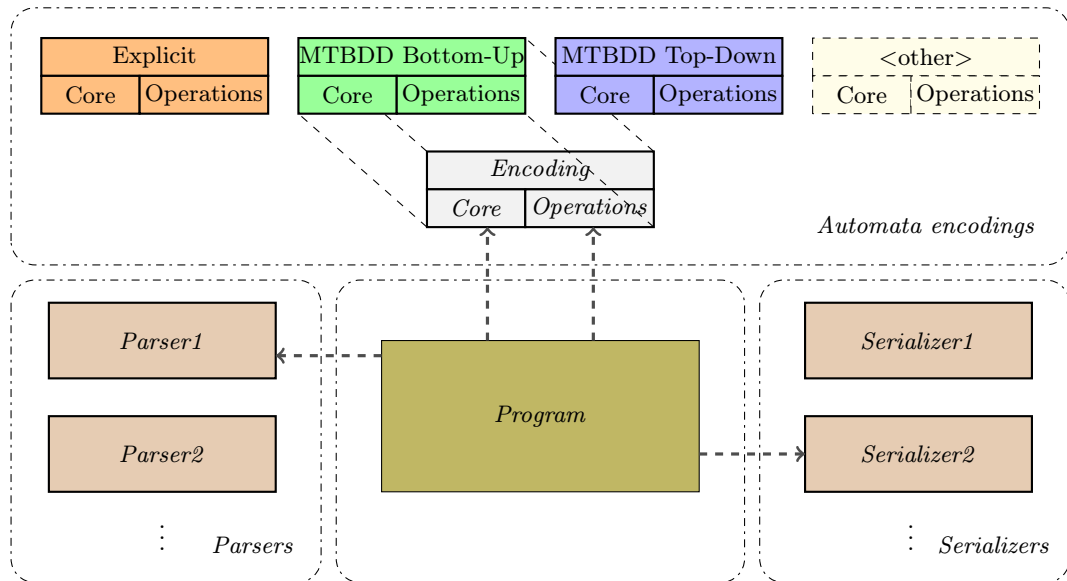 Explicit
Core Operations
MTBDD Bottom-Up
Core Operations
MTBDD Top-Down
Core Operations
<other>
Core Operations
Encoding
Core Operations
Automata encodings
Parser1
Parser2
⋮
Parsers
Program
Serializer1
Serializer2
⋮
Serializers